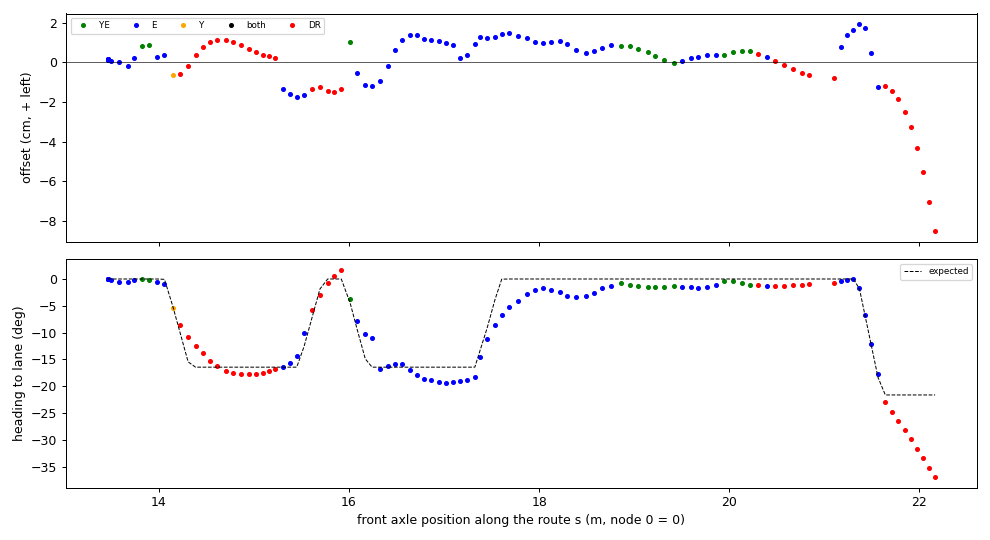 YE E Y both DR
2
0
−2
−4
−6
−8
offset (cm, + left)
expected
0
−5
−10
−15
−20
−25
−30
−35
heading to lane (deg)
14 16 18 20 22
front axle position along the route s (m, node 0 = 0)